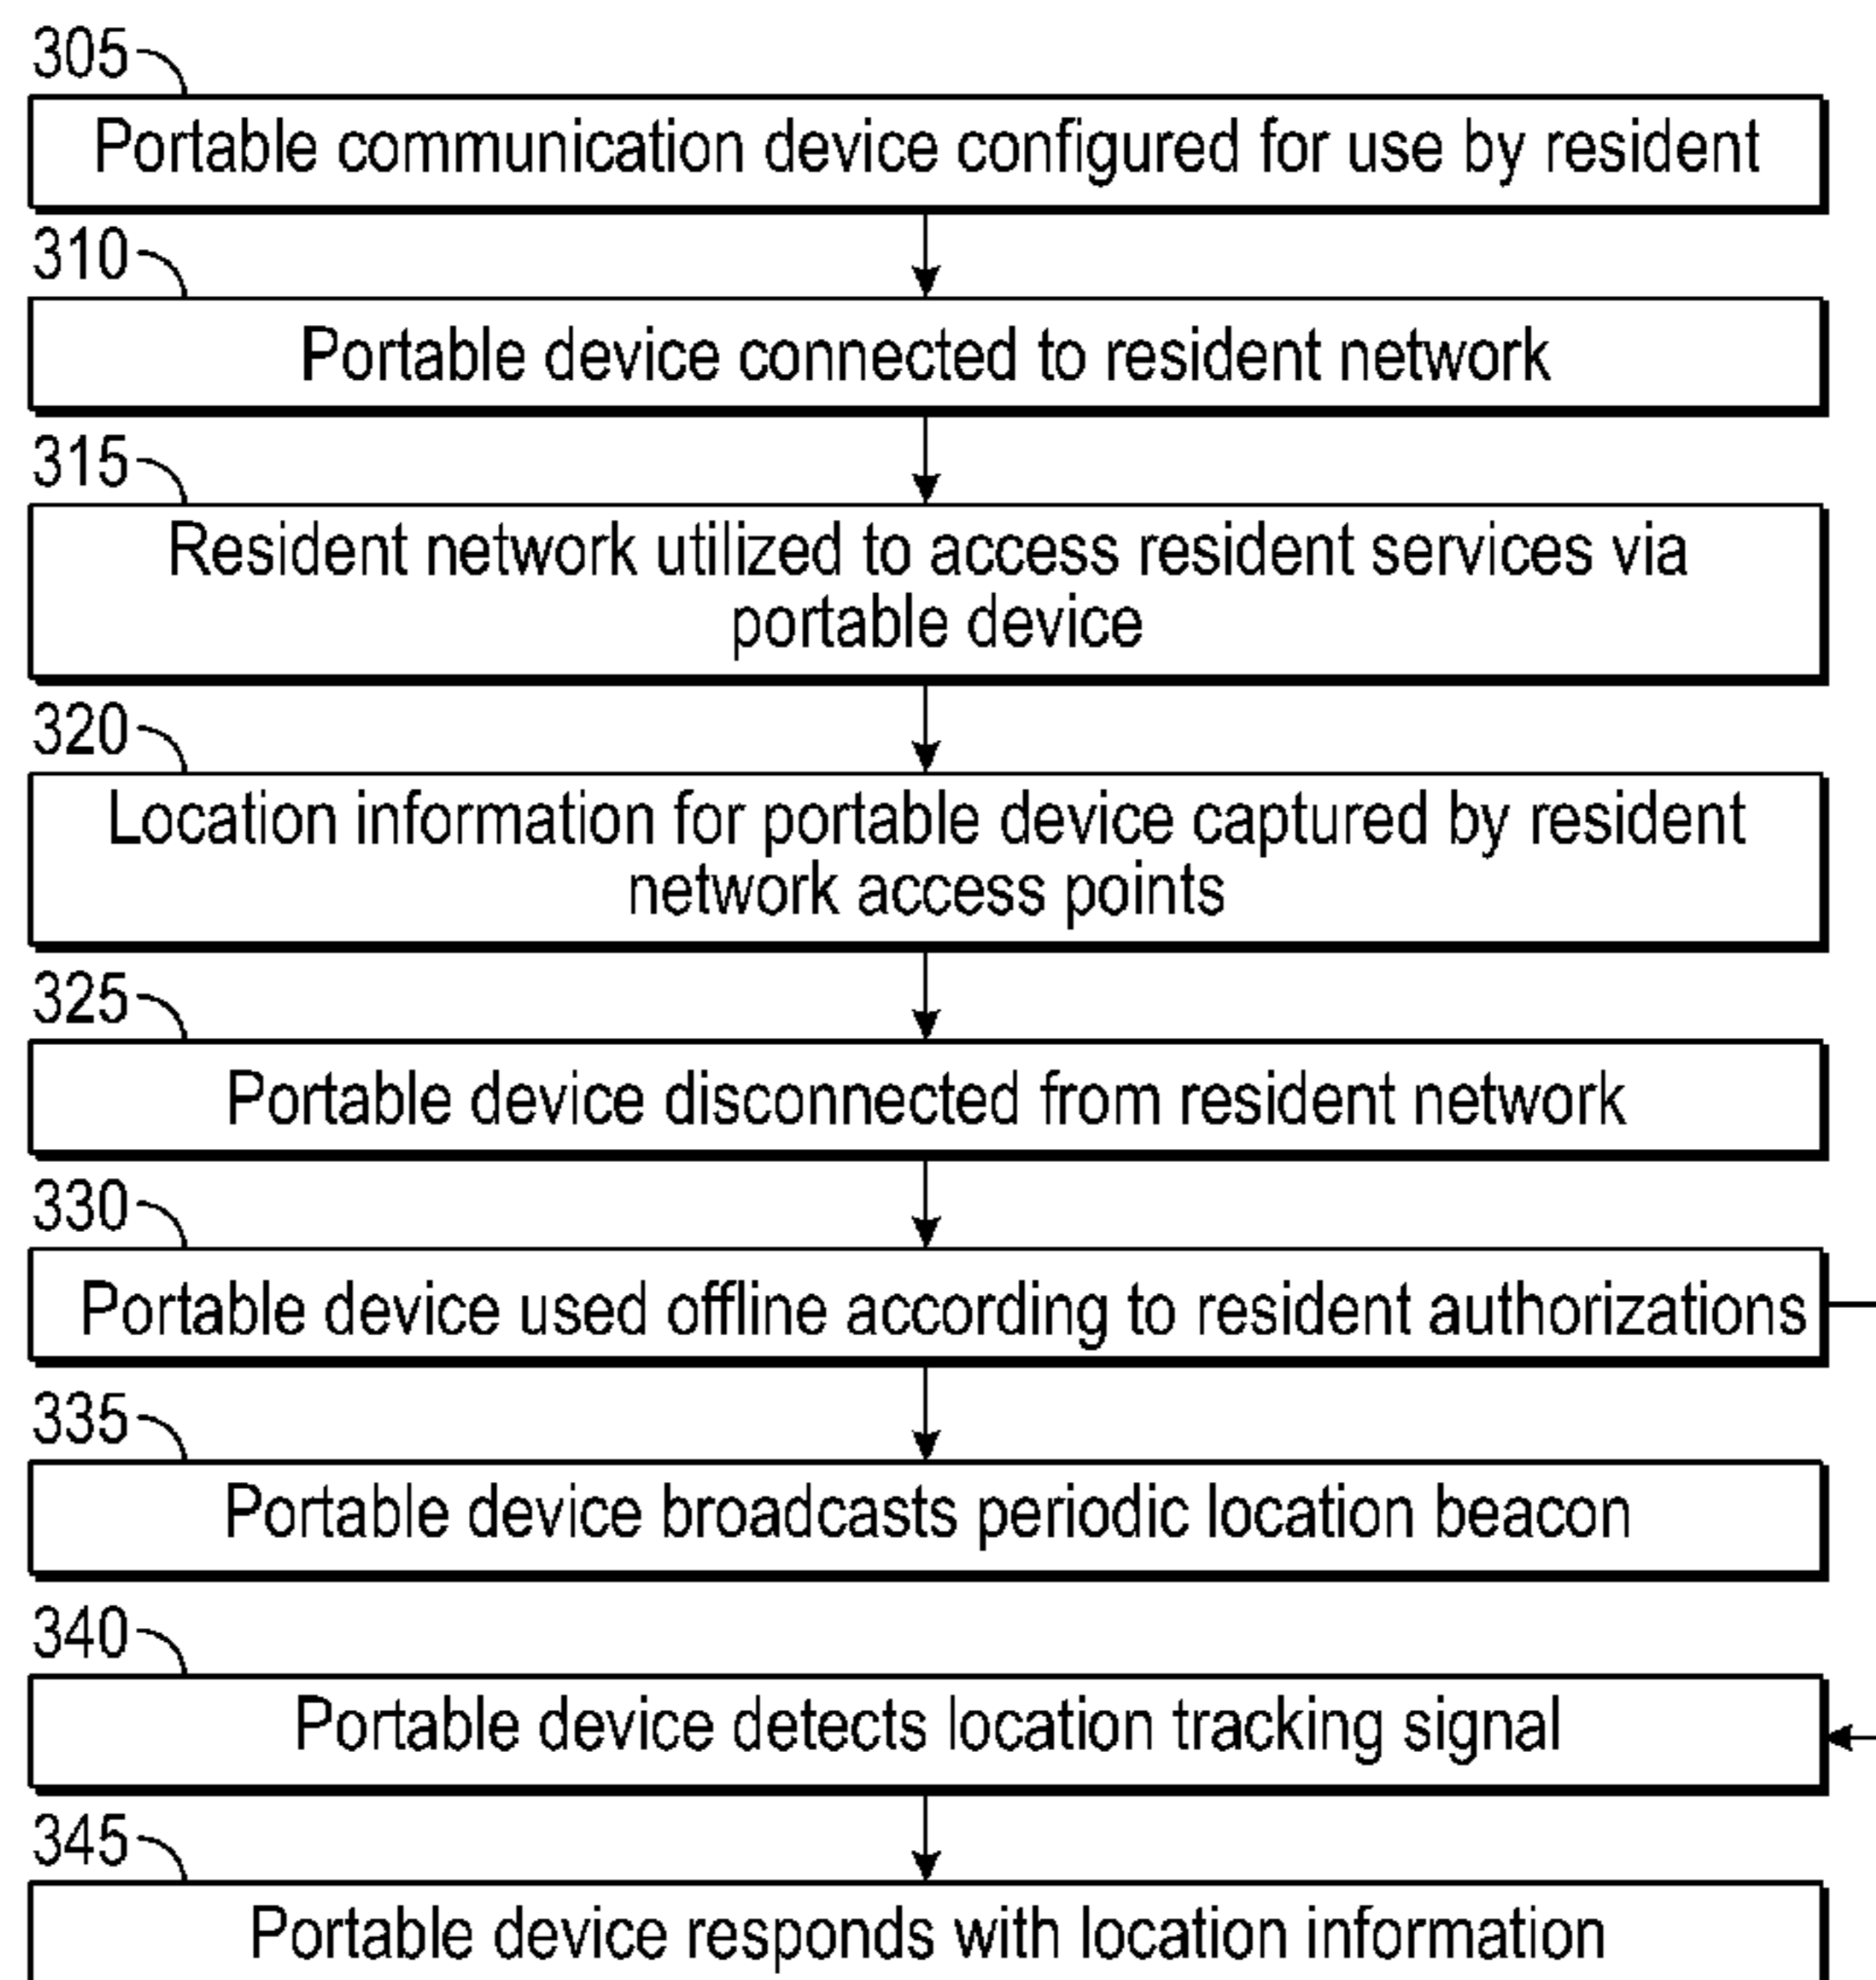 305
Portable communication device configured for use by resident
310
Portable device connected to resident network
315
Resident network utilized to access resident services via
portable device
320
Location information for portable device captured by resident
network access points
325
Portable device disconnected from resident network
330
Portable device used offline according to resident authorizations
335
Portable device broadcasts periodic location beacon
340
Portable device detects location tracking signal
345
Portable device responds with location information